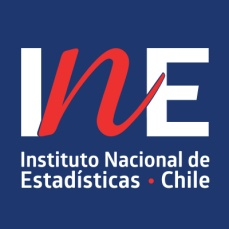 INE
Instituto Nacional de
Estadísticas • Chile